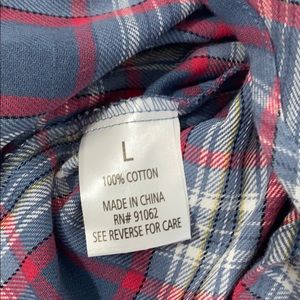 L
100% COTTON
MADE IN CHINA
RN# 91062
SEE REVERSE FOR CARE